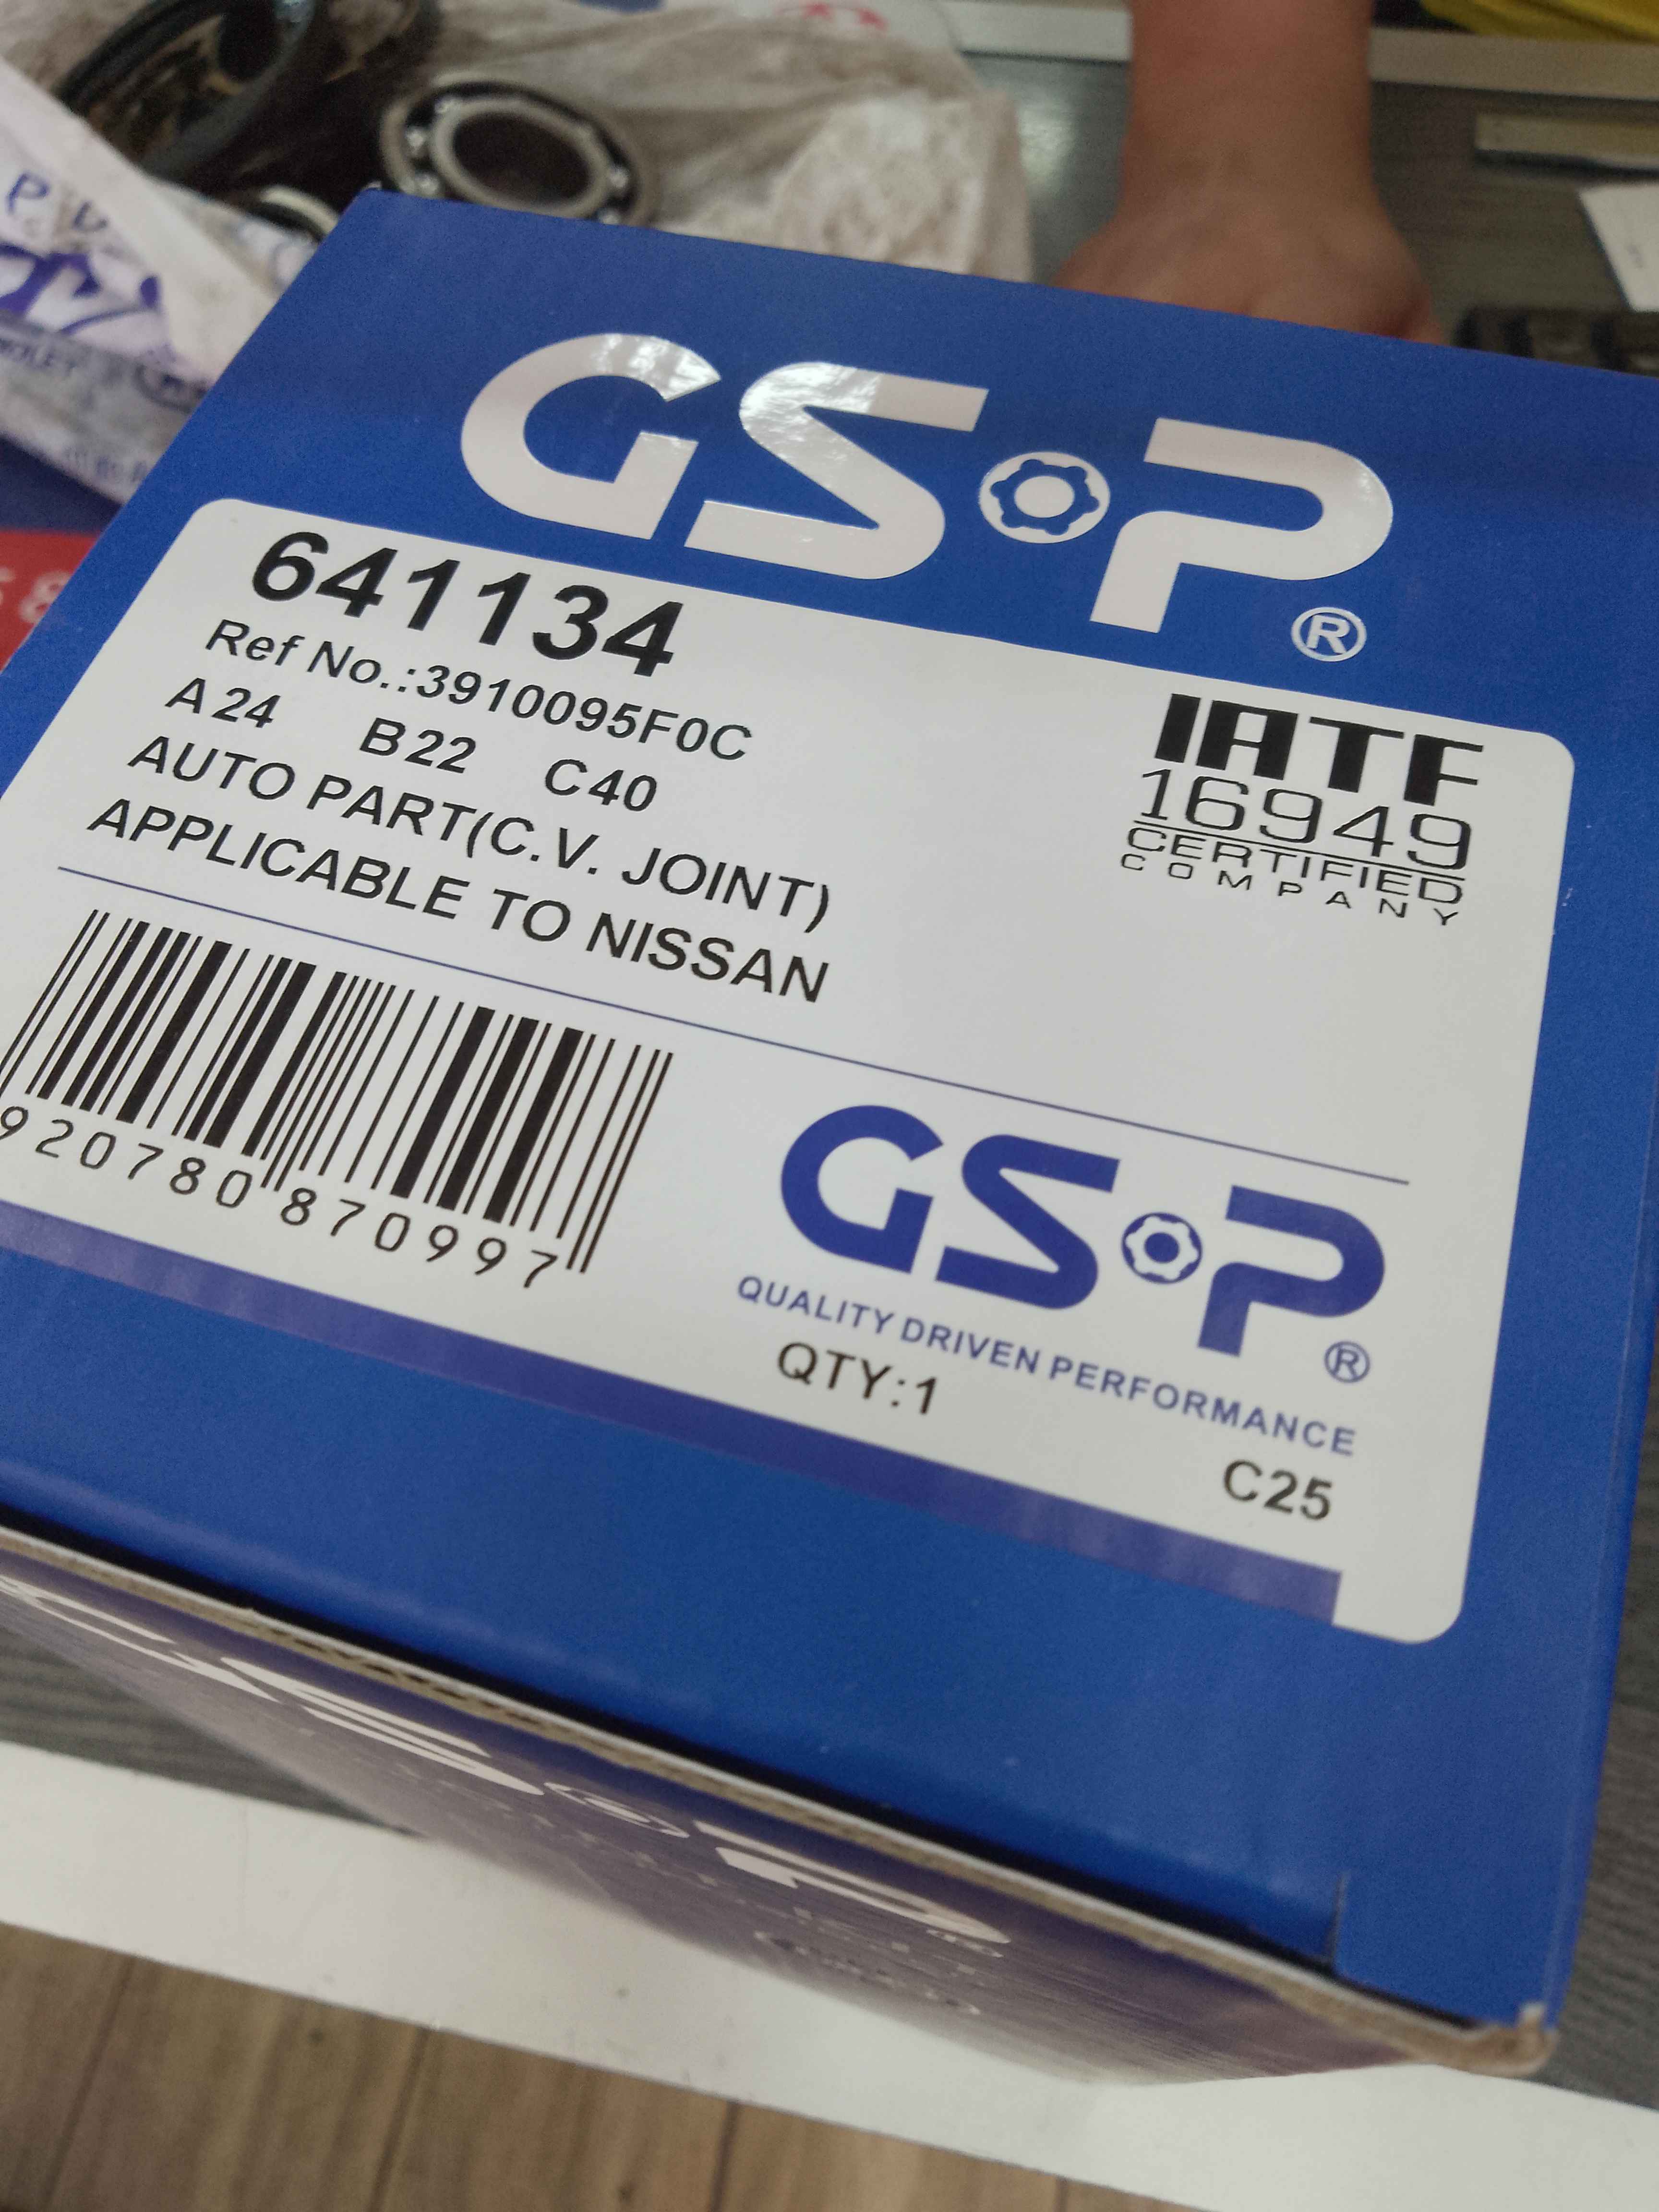 GSP®
641134
Ref No.:3910095F0C
A24 B22 C40
AUTO PART(C.V. JOINT)
APPLICABLE TO NISSAN
IATF
16949
CERTIFIED
COMPANY
920780 870997
GSP®
QUALITY DRIVEN PERFORMANCE
QTY:1
C25
GSP